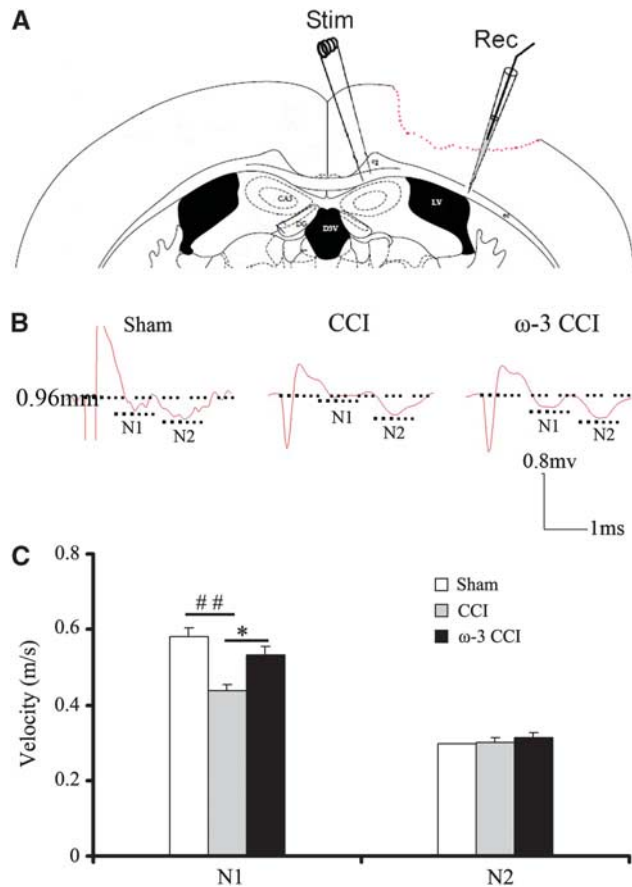 A
Stim
Rec
CA3
DG
D3V
LV
B
Sham
CCI
ω-3 CCI
0.96mm
N1
N2
N2
N1
N2
0.8mv
1ms
C
0.8
0.6
0.4
0.2
0
Velocity (m/s)
##
*
Sham
CCI
ω-3 CCI
N1
N2